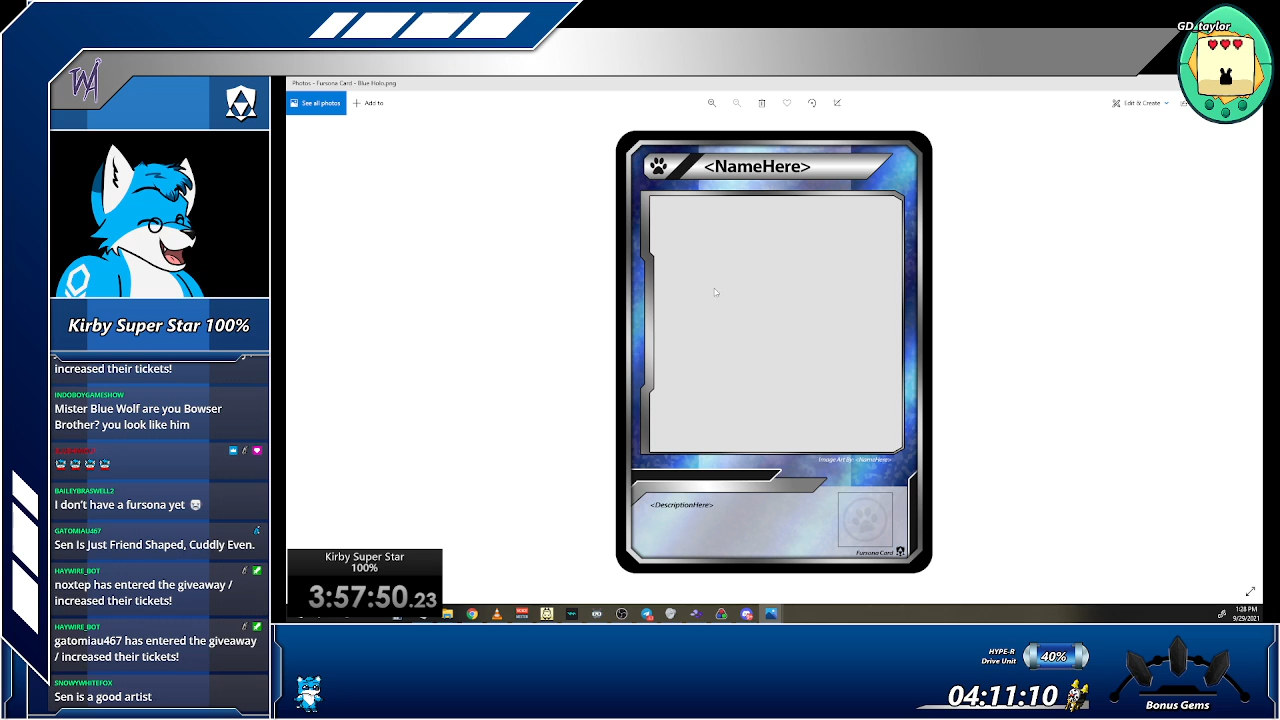 GD_taylor
Photos - Fursona Card - Blue Holo.png
See all photos
Add to
Edit & Create
<NameHere>
Image Art By: <NameHere>
<DescriptionHere>
Fursona Card
Kirby Super Star 100%
increased their tickets!
INDOBOYGAMESHOW
Mister Blue Wolf are you Bowser
Brother? you look like him
BAILEYBRASWELL2
I don't have a fursona yet
GATOMIAU467
Sen Is Just Friend Shaped, Cuddly Even.
HAYWIRE_BOT
noxtep has entered the giveaway /
increased their tickets!
HAYWIRE_BOT
gatomiau467 has entered the giveaway
/ increased their tickets!
SNOWYWHITEFOX
Sen is a good artist
Kirby Super Star
100%
3:57:50.23
1:28 PM
9/29/2021
HYPE-R
Drive Unit
40%
04:11:10
Bonus Gems